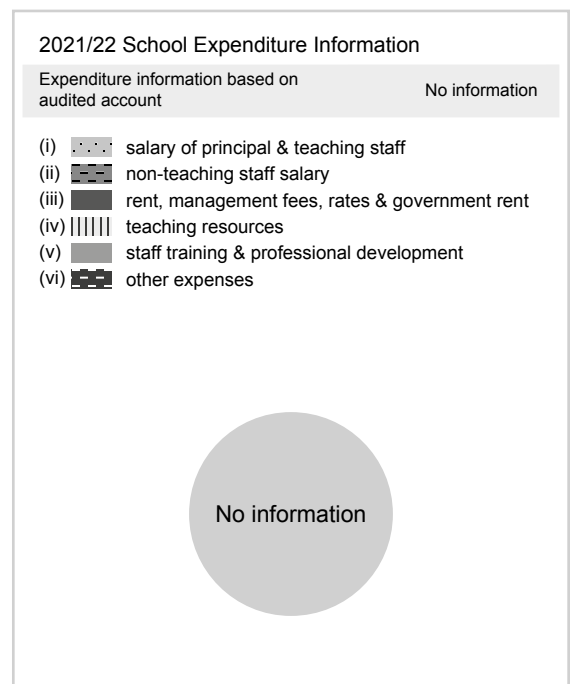 2021/22 School Expenditure Information
Expenditure information based on
audited account
No information
(i) salary of principal & teaching staff
(ii) non-teaching staff salary
(iii) rent, management fees, rates & government rent
(iv) teaching resources
(v) staff training & professional development
(vi) other expenses
No information